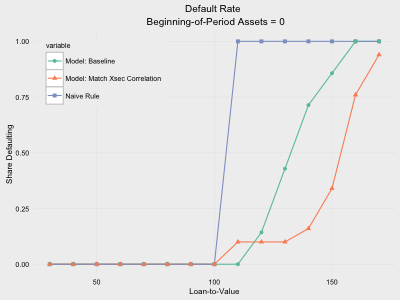 Default Rate
Beginning-of-Period Assets = 0
variable
Model: Baseline
Model: Match Xsec Correlation
Naive Rule
Share Defaulting
1.00
0.75
0.50
0.25
0.00
50
100
150
Loan-to-Value